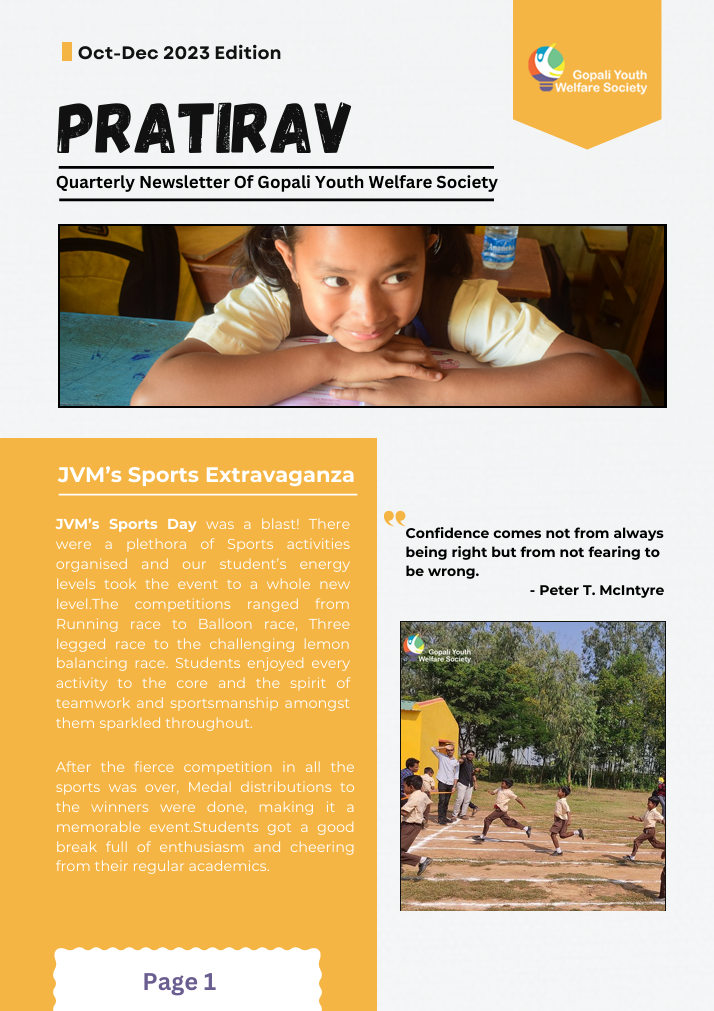 Oct-Dec 2023 Edition
Gopali Youth
Welfare Society
PRATIRAV
Quarterly Newsletter Of Gopali Youth Welfare Society
JVM’s Sports Extravaganza
JVM’s Sports Day was a blast! There
were a plethora of Sports activities
organised and our student’s energy
levels took the event to a whole new
level.The competitions ranged from
Running race to Balloon race, Three
legged race to the challenging lemon
balancing race. Students enjoyed every
activity to the core and the spirit of
teamwork and sportsmanship amongst
them sparkled throughout.
After the fierce competition in all the
sports was over, Medal distributions to
the winners were done, making it a
memorable event.Students got a good
break full of enthusiasm and cheering
from their regular academics.
Page 1
"
Confidence comes not from always
being right but from not fearing to
be wrong.
- Peter T. McIntyre
Gopali Youth
Welfare Society